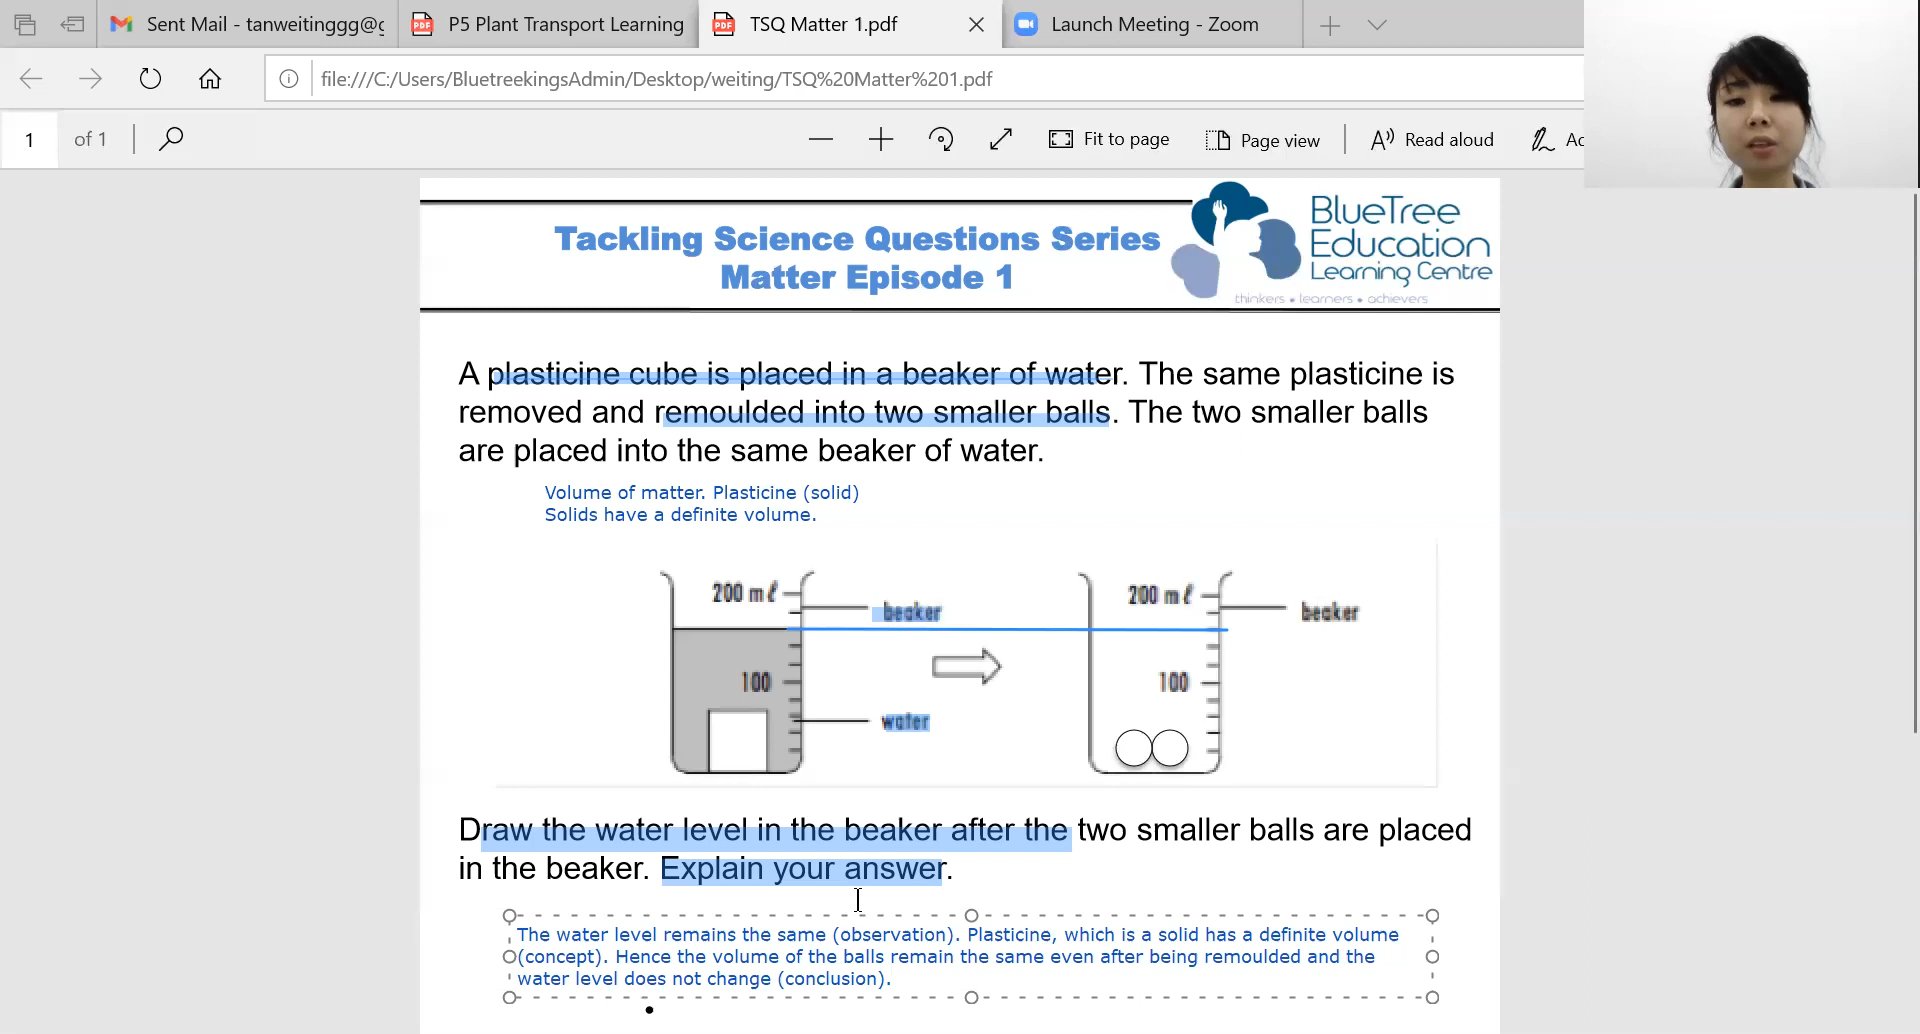 Sent Mail - tanweitinggg@g
P5 Plant Transport Learning
TSQ Matter 1.pdf
Launch Meeting - Zoom
file:///C:/Users/BluetreekingsAdmin/Desktop/weiting/TSQ%20Matter%201.pdf
1 of 1
Fit to page
Page view
Read aloud
Ac
Tackling Science Questions Series
Matter Episode 1
BlueTree
Education
Learning Centre
thinkers • learners • achievers
A plasticine cube is placed in a beaker of water. The same plasticine is
removed and remoulded into two smaller balls. The two smaller balls
are placed into the same beaker of water.
Volume of matter. Plasticine (solid)
Solids have a definite volume.
200 mℓ
beaker
100
water
200 mℓ
beaker
100
Draw the water level in the beaker after the two smaller balls are placed
in the beaker. Explain your answer.
The water level remains the same (observation). Plasticine, which is a solid has a definite volume
(concept). Hence the volume of the balls remain the same even after being remoulded and the
water level does not change (conclusion).